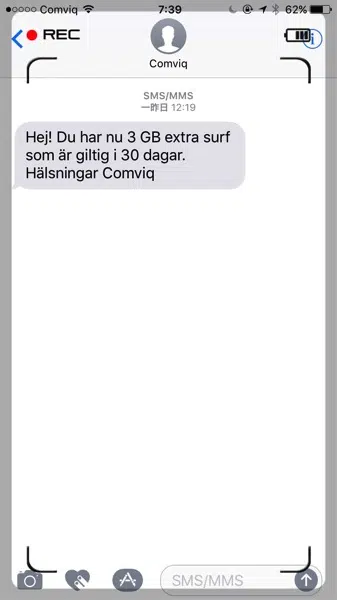 ●○○○○ Comviq 7:39 62%
REC
Comviq
SMS/MMS
一昨日 12:19
Hej! Du har nu 3 GB extra surf
som är giltig i 30 dagar.
Hälsningar Comviq
SMS/MMS